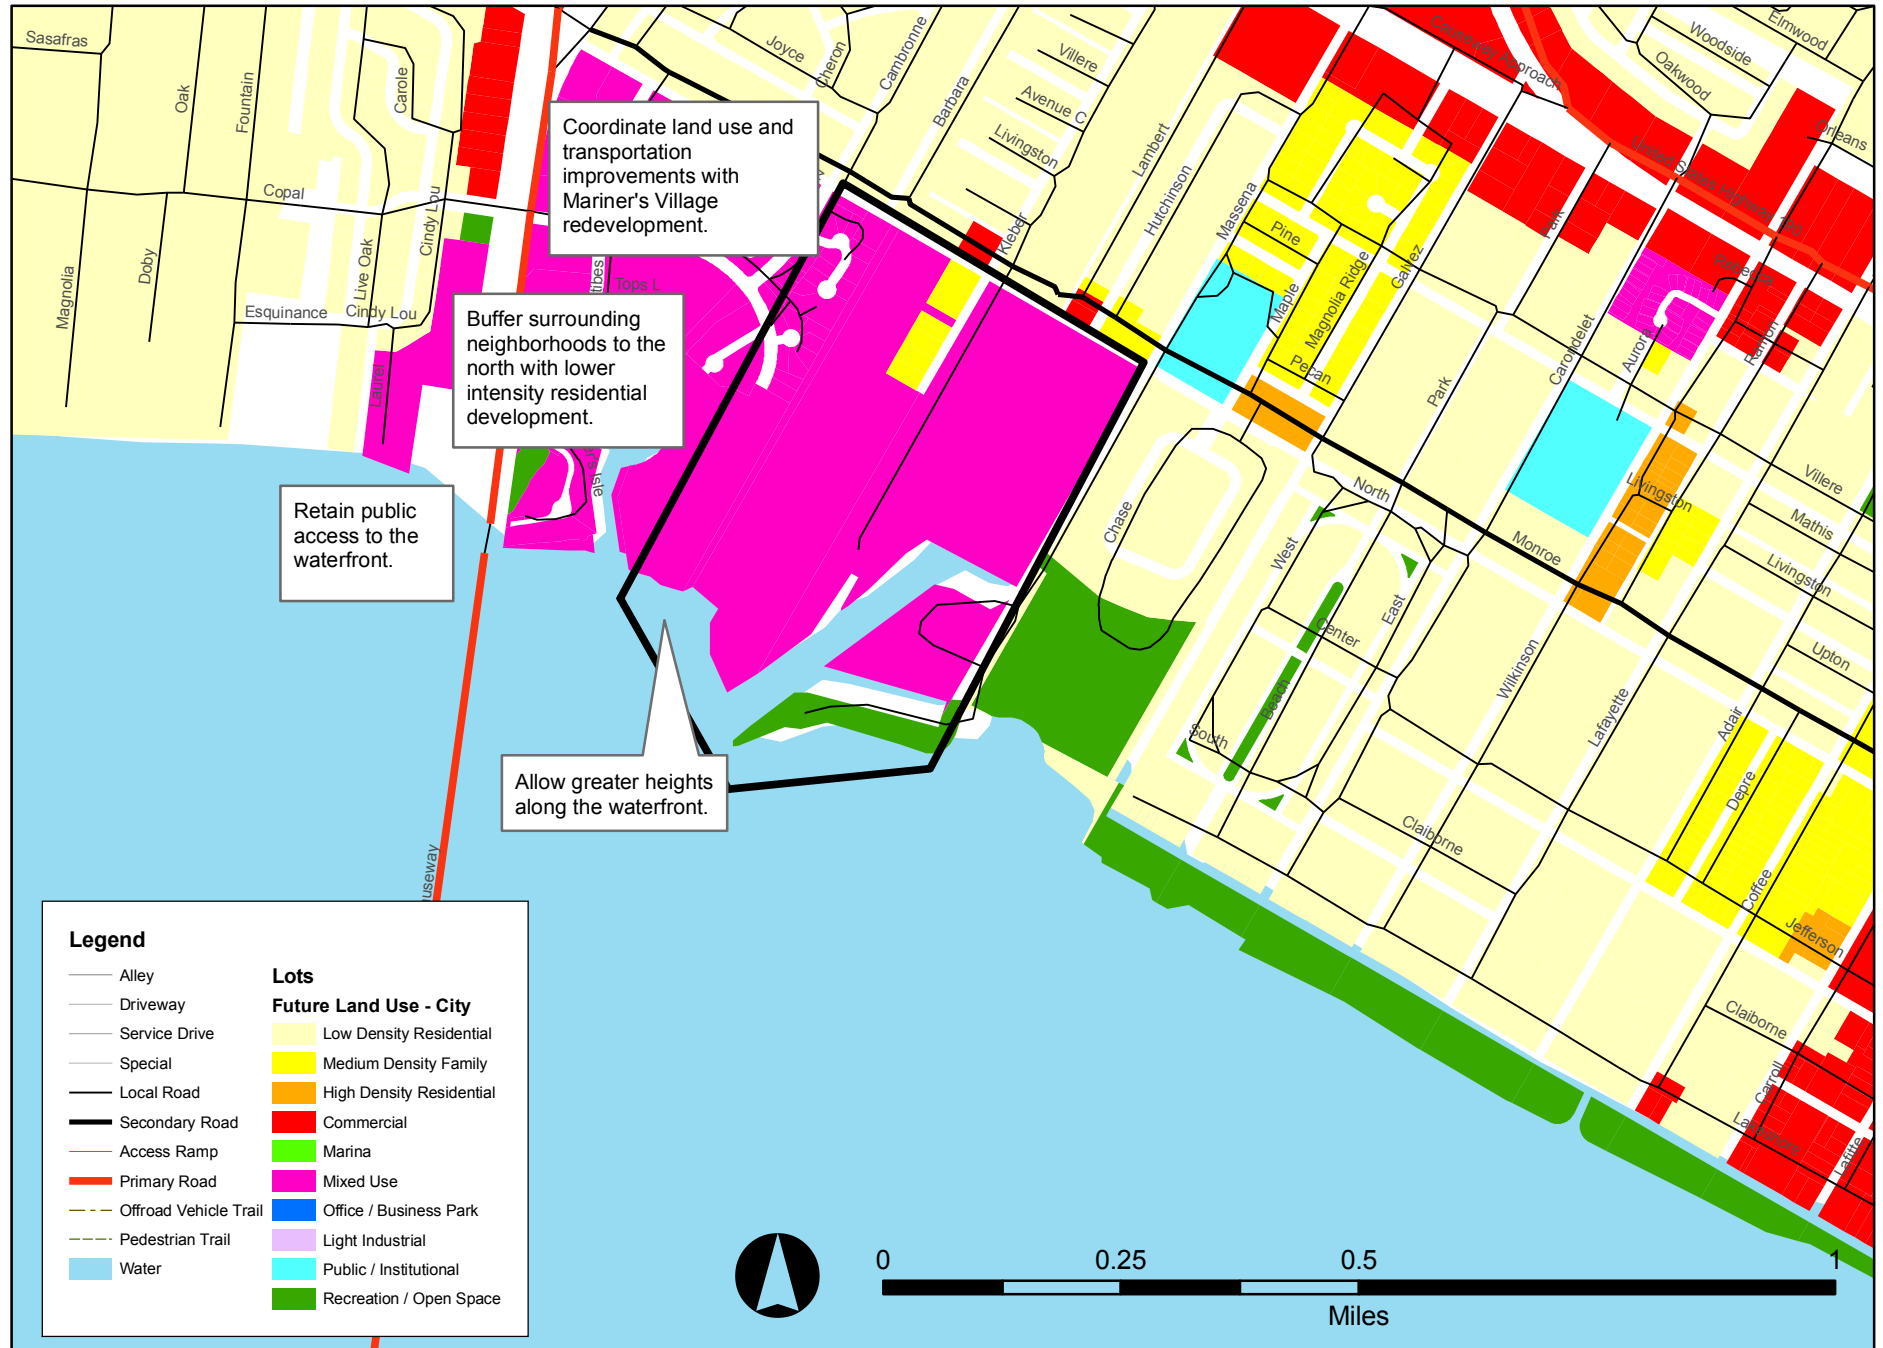 Sasafras
Oak
Fountain
Carole
Joyce
Cheron
Cambronne
Barbara
Villere
Avenue C
Livingston
Lambert
Hutchinson
Massena
Causeway Approach
Woodside
Elmwood
Oakwood
Orleans
United States Highway 190
Coordinate land use and
transportation
improvements with
Mariner's Village
redevelopment.
Copal
Cindy Lou
Live Oak
Doby
Magnolia
Esquinance
Cindy Lou
Laurel
Tops L
Kleber
Pine
Maple
Magnolia Ridge
Galvez
Pecan
Park
Park
Carondelet
Aurora
Rebecca
Ramon
Buffer surrounding
neighborhoods to the
north with lower
intensity residential
development.
er's Isle
Retain public
access to the
waterfront.
Chase
North
West
East
Center
Beach
South
Monroe
Livingston
Villere
Mathis
Livingston
Upton
Wilkinson
Lafayette
Adair
Depre
Coffee
Claiborne
Jefferson
Claiborne
Carroll
Lakeshore
Lafitte
Allow greater heights
along the waterfront.
useway
Legend
Alley
Driveway
Service Drive
Special
Local Road
Secondary Road
Access Ramp
Primary Road
Offroad Vehicle Trail
Pedestrian Trail
Water
Lots
Future Land Use - City
Low Density Residential
Medium Density Family
High Density Residential
Commercial
Marina
Mixed Use
Office / Business Park
Light Industrial
Public / Institutional
Recreation / Open Space
0 0.25 0.5 1
Miles